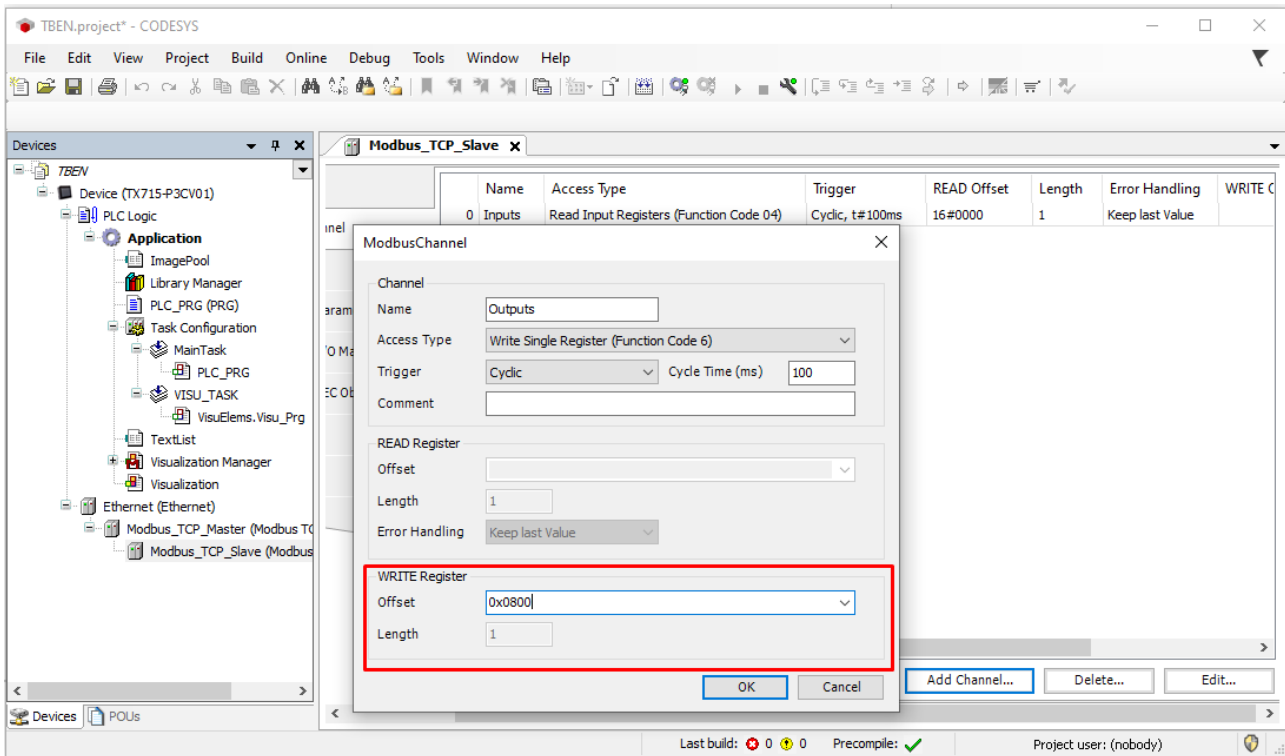 TBEN.project* - CODESYS
File Edit View Project Build Online Debug Tools Window Help
Devices
TBEN
Device (TX715-P3CV01)
PLC Logic
Application
ImagePool
Library Manager
PLC_PRG (PRG)
Task Configuration
MainTask
PLC_PRG
VISU_TASK
VisuElems.Visu_Prg
TextList
Visualization Manager
Visualization
Ethernet (Ethernet)
Modbus_TCP_Master (Modbus TC
Modbus_TCP_Slave (Modbus
Devices POUs
Modbus_TCP_Slave
Name Access Type Trigger READ Offset Length Error Handling WRITE O
0 Inputs Read Input Registers (Function Code 04) Cyclic, t#100ms 16#0000 1 Keep last Value
nnel
aram
/O Ma
EC Ob
ModbusChannel
Channel
Name Outputs
Access Type Write Single Register (Function Code 6)
Trigger Cyclic Cycle Time (ms) 100
Comment
READ Register
Offset
Length 1
Error Handling Keep last Value
WRITE Register
Offset 0x0800
Length 1
OK Cancel
Add Channel... Delete... Edit...
Last build: 0 0 Precompile: Project user: (nobody)